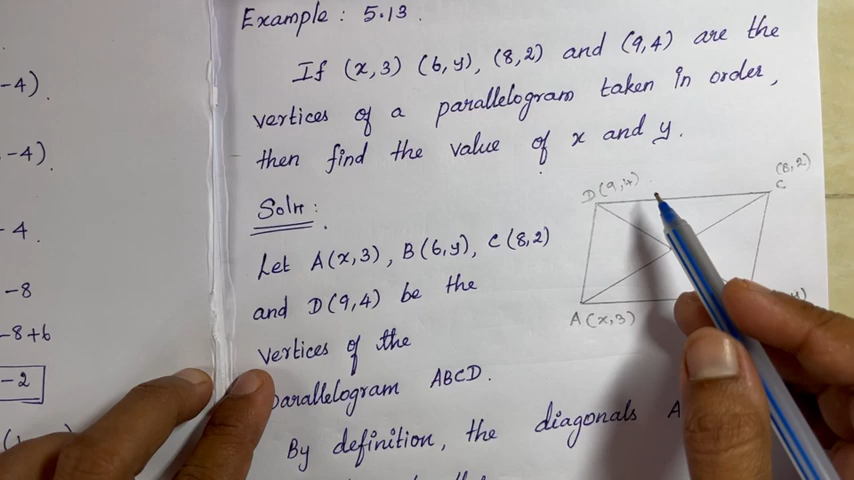 Example : 5.13 .
If (x,3) (6,y), (8,2) and (9,4) are the
vertices of a parallelogram taken in order,
then find the value of x and y.
Soln :
Let A(x,3), B(6,y), C(8,2)
and D(9,4) be the
vertices of the
parallelogram ABCD.
By definition, the diagonals A
D(9,4)
(8,2)
C
A(x,3)
-4).
-4).
-4.
-8
-8+6
-2